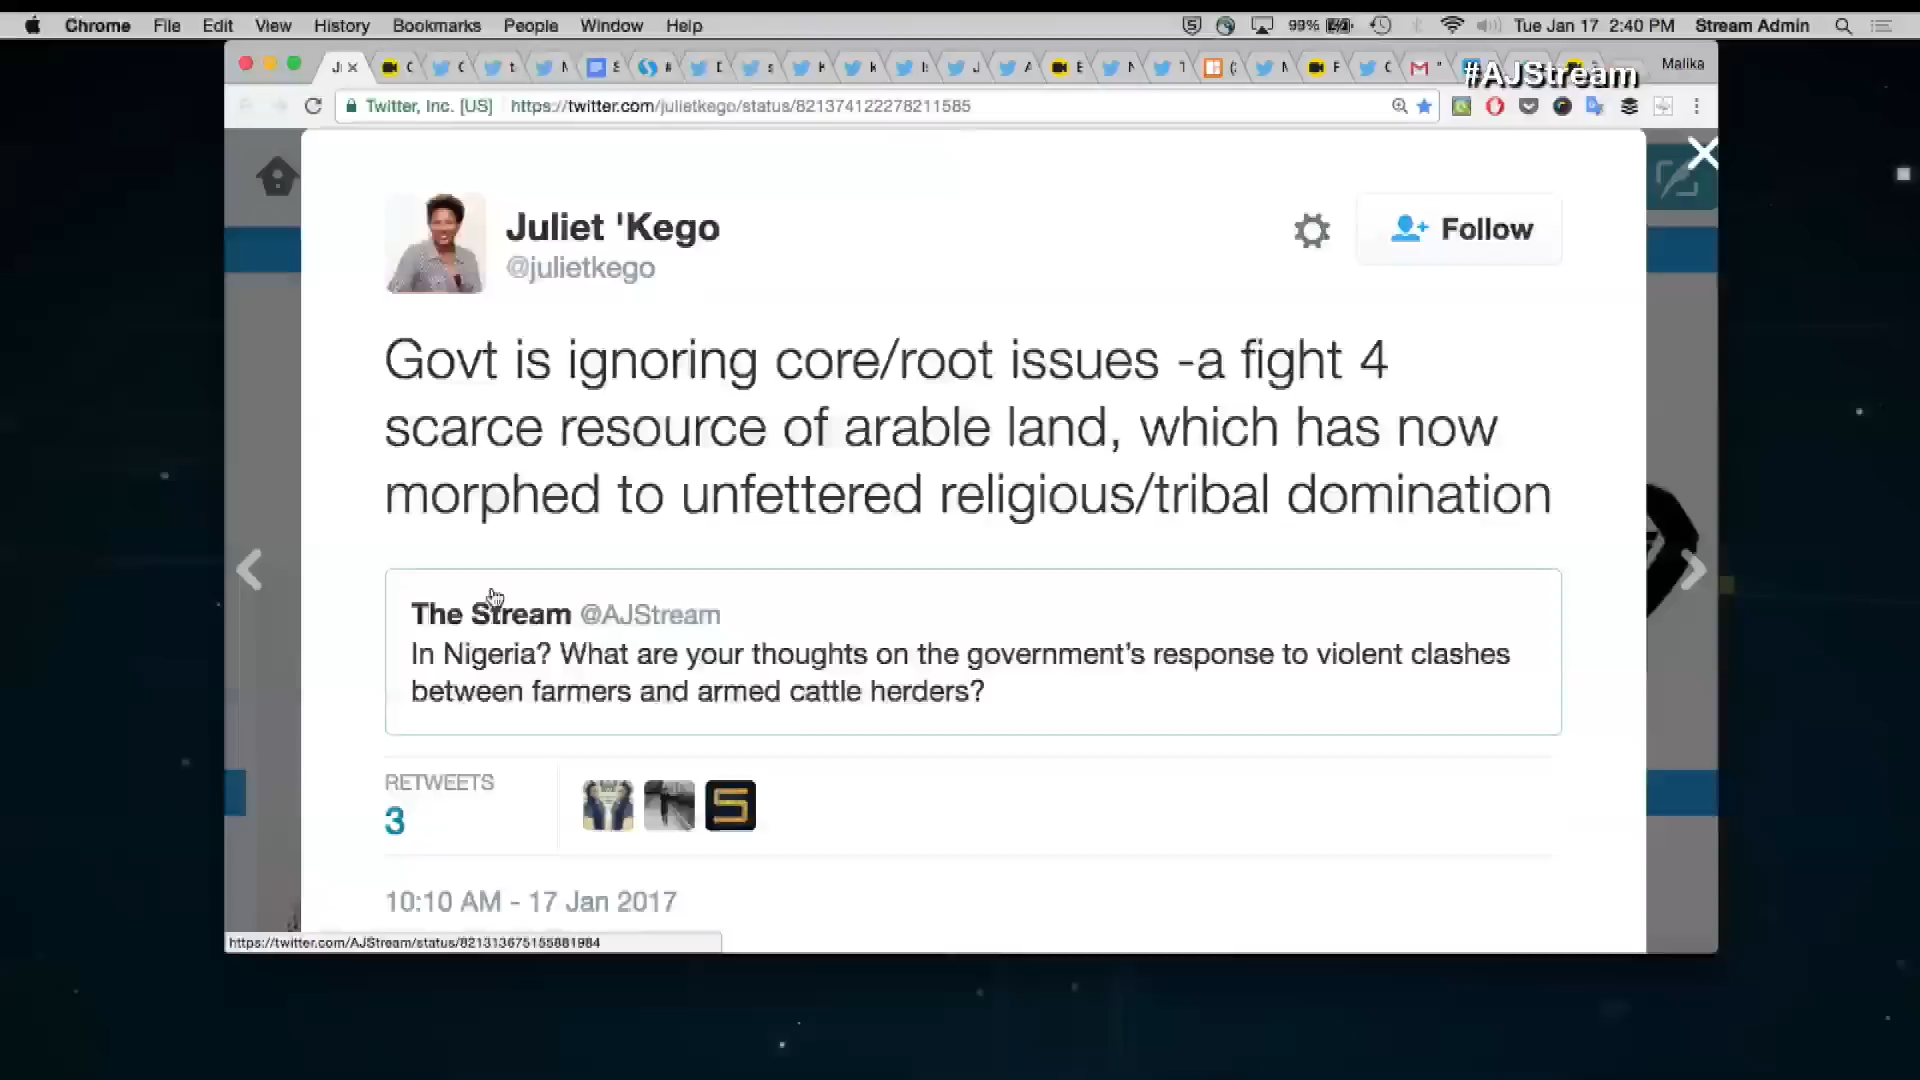 Chrome File Edit View History Bookmarks People Window Help 99% Tue Jan 17 2:40 PM Stream Admin
Malika
#AJStream
Twitter, Inc. [US] https://twitter.com/julietkego/status/821374122278211585
Juliet 'Kego
@julietkego
Follow
Govt is ignoring core/root issues -a fight 4
scarce resource of arable land, which has now
morphed to unfettered religious/tribal domination
The Stream @AJStream
In Nigeria? What are your thoughts on the government's response to violent clashes
between farmers and armed cattle herders?
RETWEETS
3
S
10:10 AM - 17 Jan 2017
https://twitter.com/AJStream/status/821313675155881984